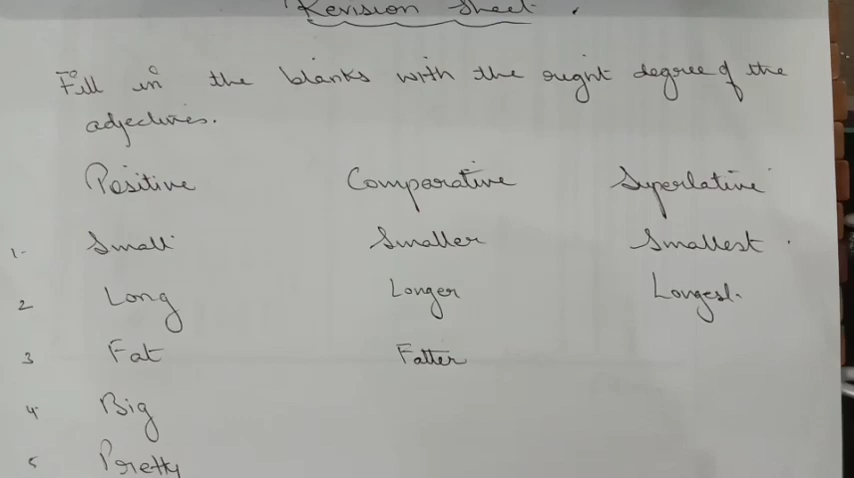 Revision Sheet.
Fill in the blanks with the right degree of the
adjectives.
Positive Comparative Superlative
1. Small Smaller Smallest.
2 Long Longer Longest.
3 Fat Fatter
4. Big
5 Pretty